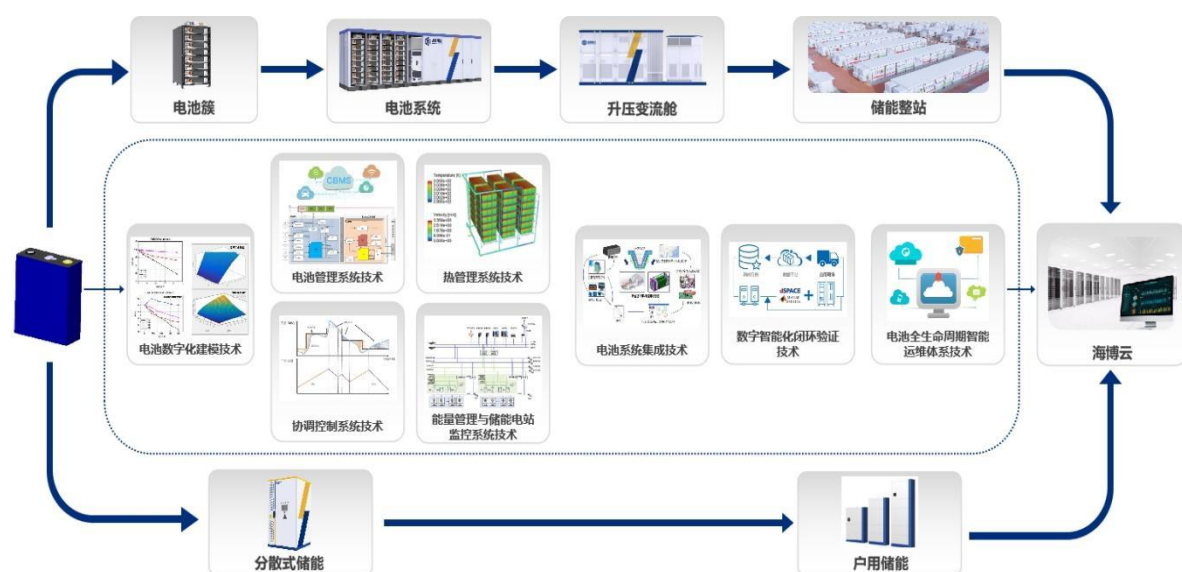 电池簇
电池系统
升压变流舱
储能整站
CBMS
Temperature [K]
电池管理系统技术
热管理系统技术
dSPACE
电池数字化建模技术
电池系统集成技术
数字智能化闭环验证
技术
电池全生命周期智能
运维体系技术
海博云
协调控制系统技术
能量管理与储能电站
监控系统技术
分散式储能
户用储能